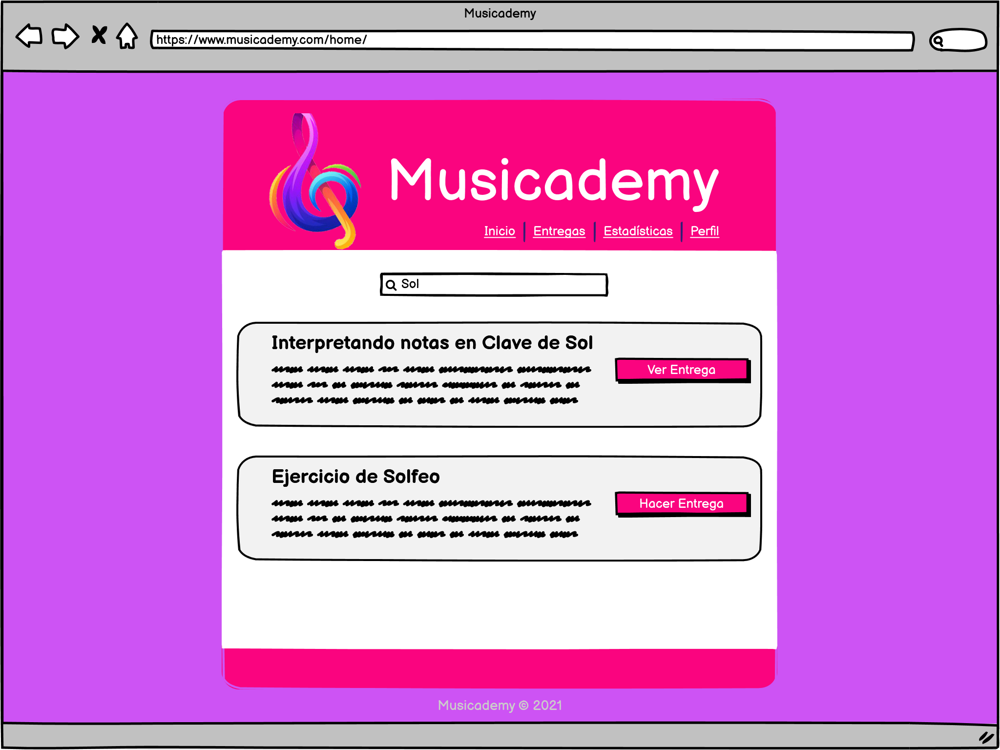 Musicademy
https://www.musicademy.com/home/
Musicademy
Inicio Entregas Estadísticas Perfil
Sol
Interpretando notas en Clave de Sol
Ver Entrega
Ejercicio de Solfeo
Hacer Entrega
Musicademy © 2021